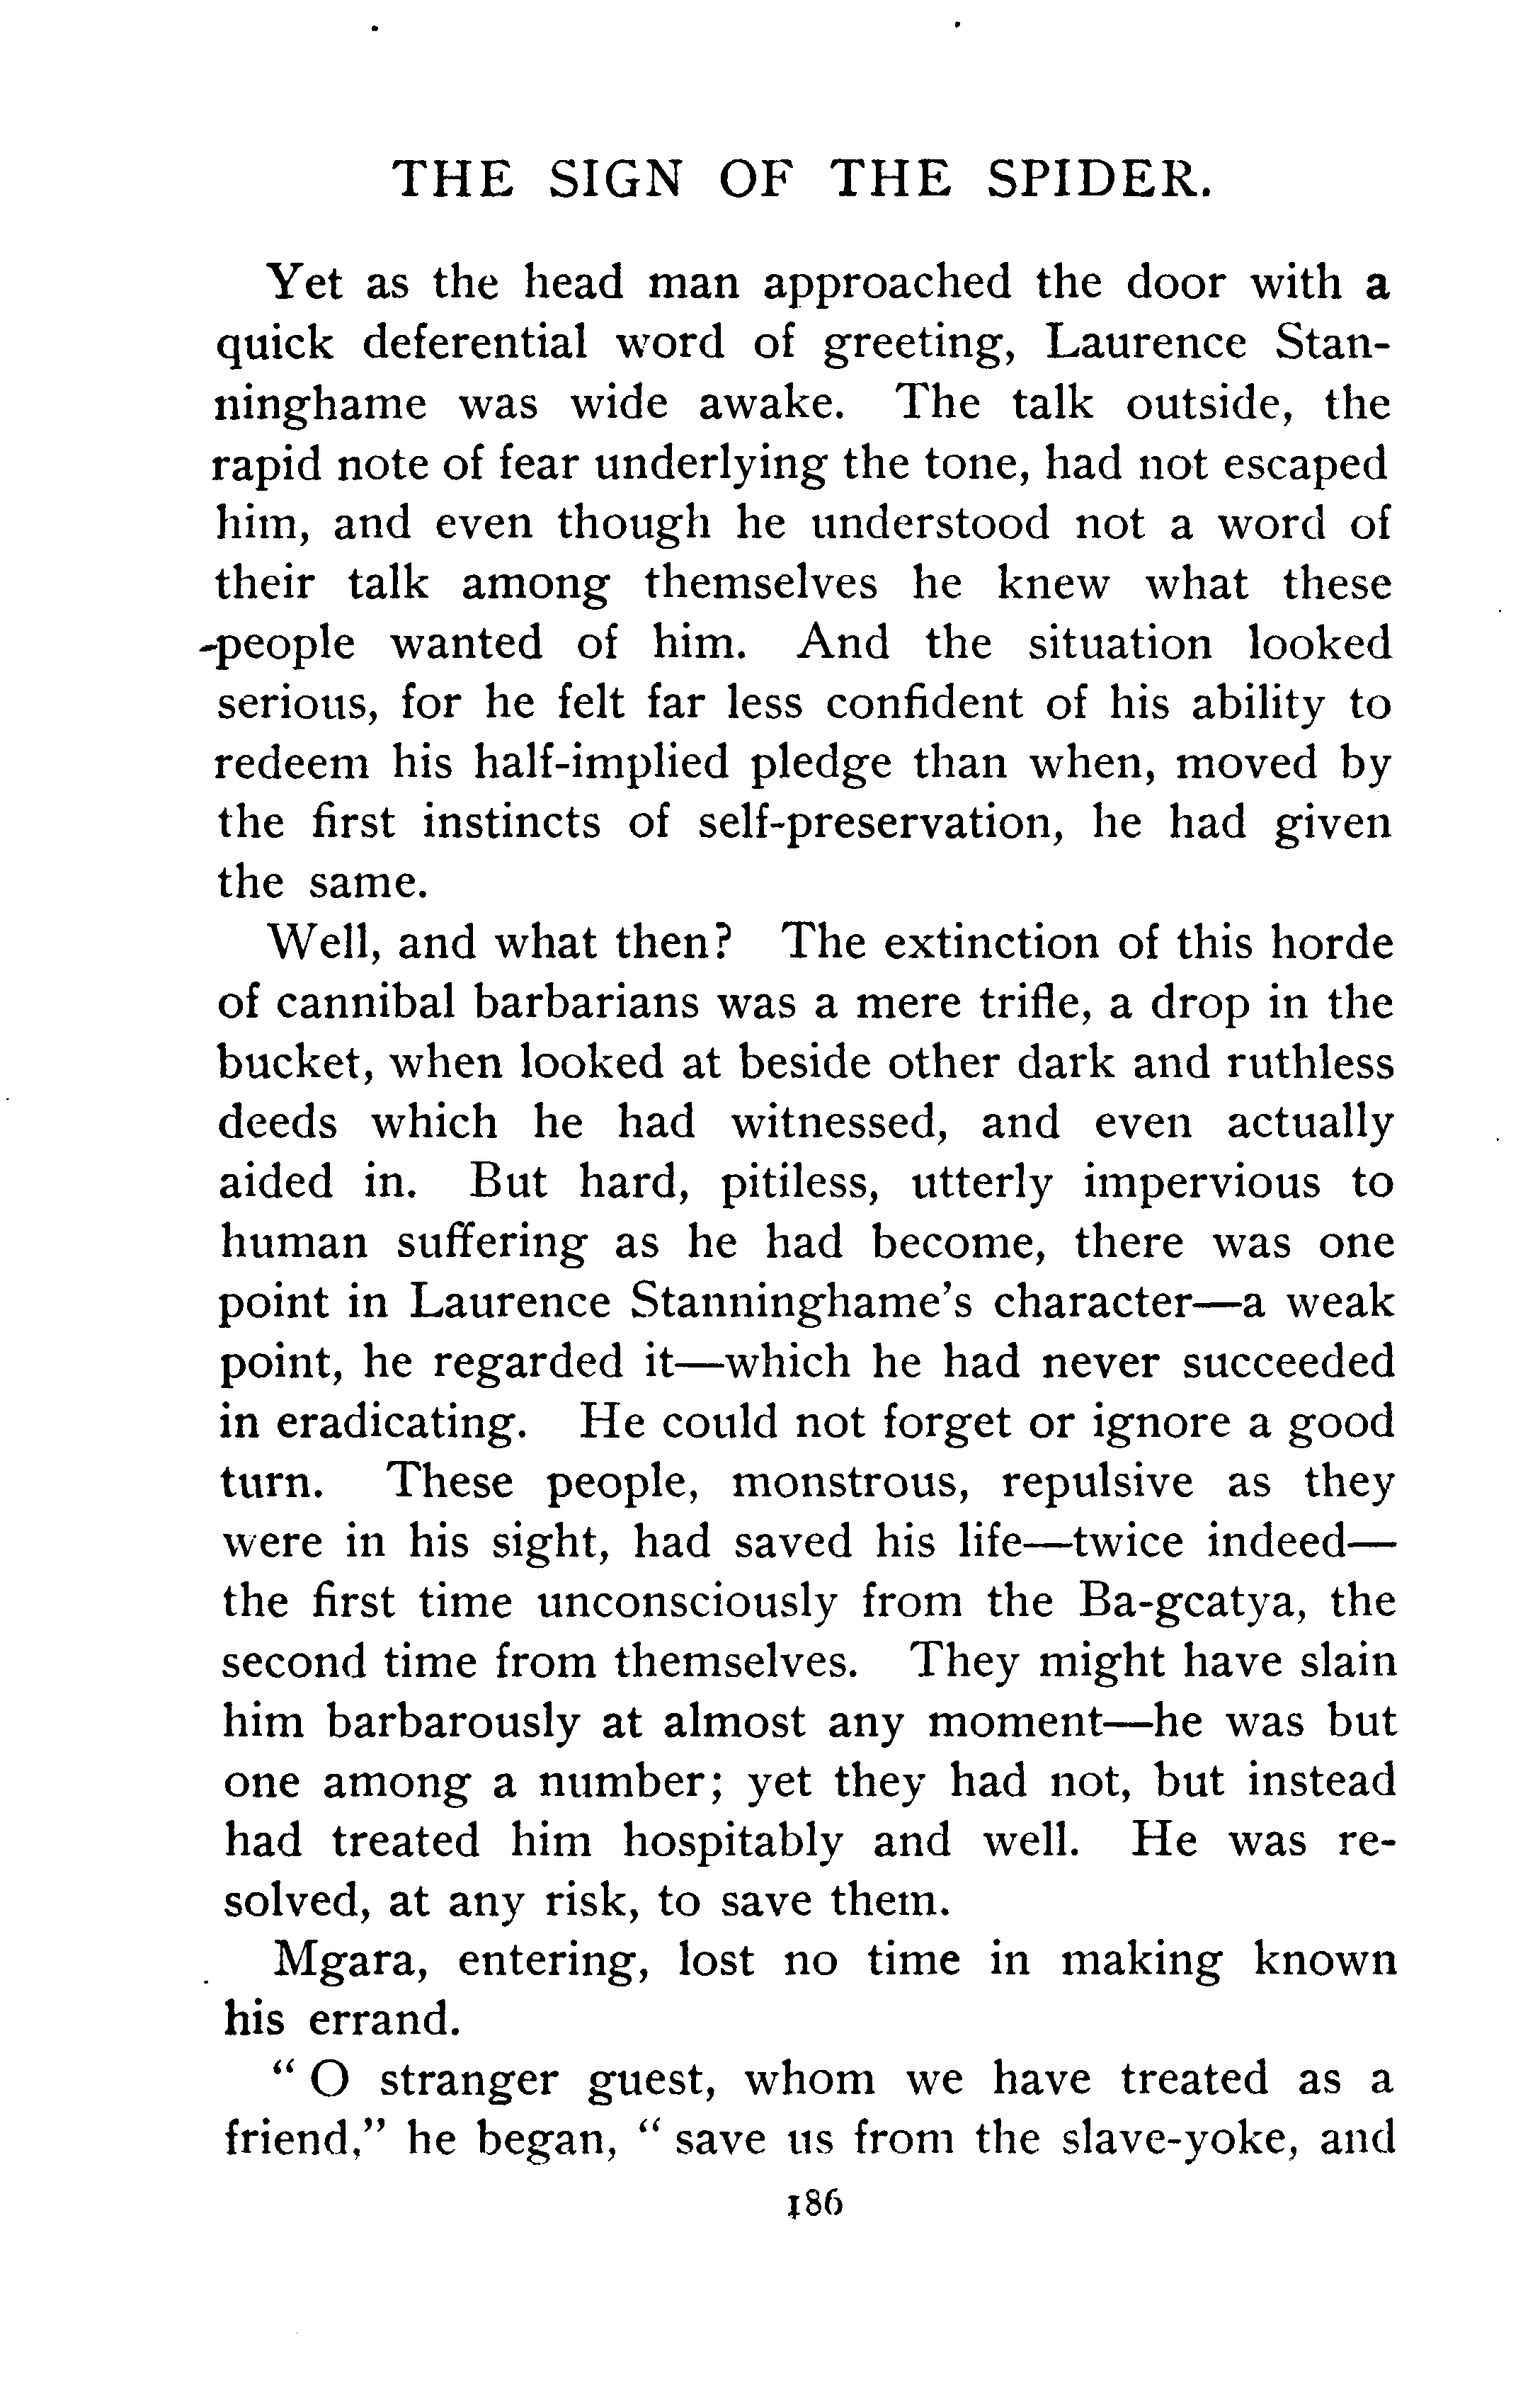 THE SIGN OF THE SPIDER.
Yet as the head man approached the door with a
quick deferential word of greeting, Laurence Stan-
ninghame was wide awake. The talk outside, the
rapid note of fear underlying the tone, had not escaped
him, and even though he understood not a word of
their talk among themselves he knew what these
people wanted of him. And the situation looked
serious, for he felt far less confident of his ability to
redeem his half-implied pledge than when, moved by
the first instincts of self-preservation, he had given
the same.
Well, and what then? The extinction of this horde
of cannibal barbarians was a mere trifle, a drop in the
bucket, when looked at beside other dark and ruthless
deeds which he had witnessed, and even actually
aided in. But hard, pitiless, utterly impervious to
human suffering as he had become, there was one
point in Laurence Stanninghame's character—a weak
point, he regarded it—which he had never succeeded
in eradicating. He could not forget or ignore a good
turn. These people, monstrous, repulsive as they
were in his sight, had saved his life—twice indeed—
the first time unconsciously from the Ba-gcatya, the
second time from themselves. They might have slain
him barbarously at almost any moment—he was but
one among a number; yet they had not, but instead
had treated him hospitably and well. He was re-
solved, at any risk, to save them.
Mgara, entering, lost no time in making known
his errand.
“ O stranger guest, whom we have treated as a
friend,” he began, “ save us from the slave-yoke, and
186